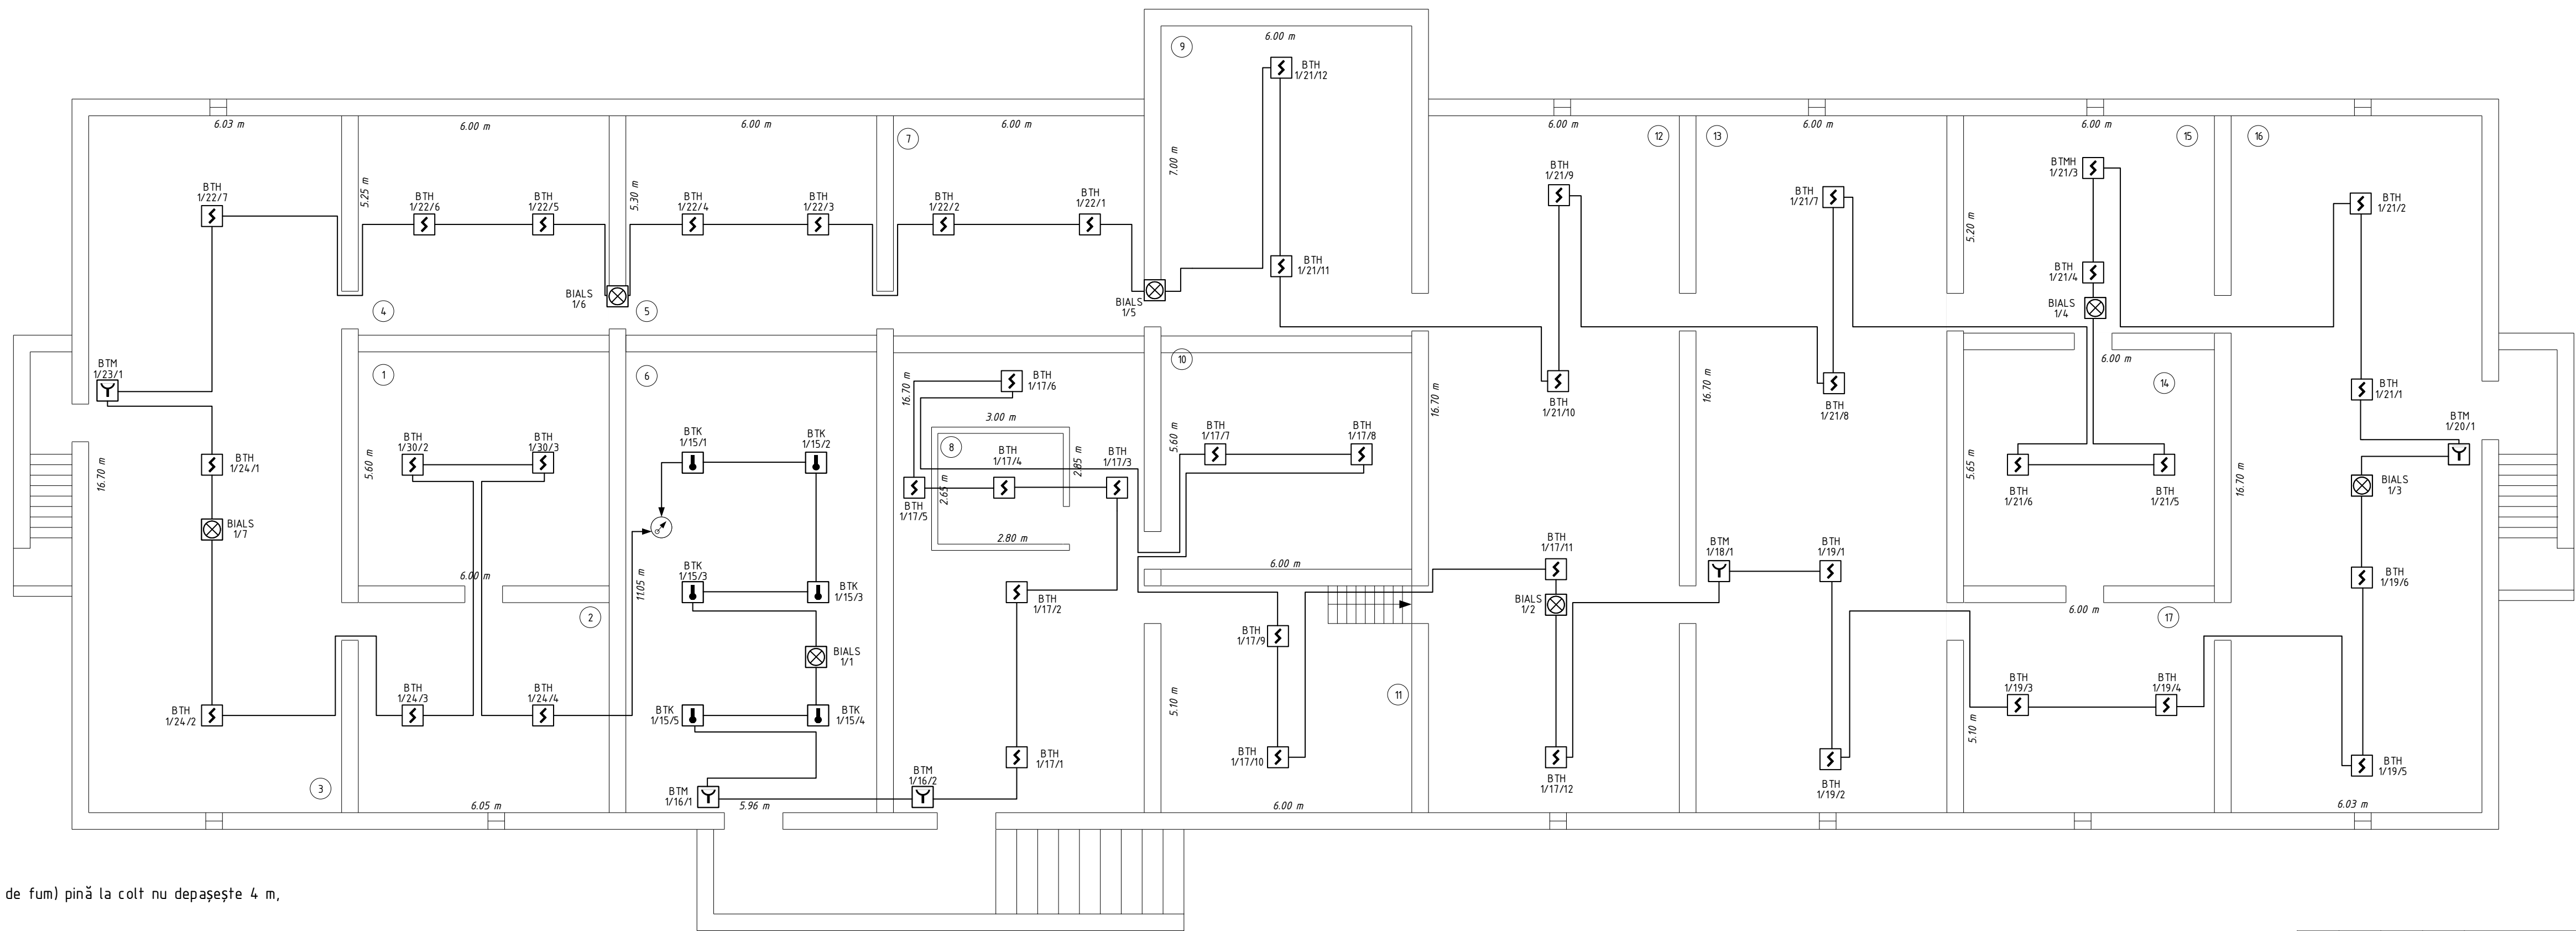 9
6.00 m
BTH
1/21/12
6.03 m
6.00 m
6.00 m
7
6.00 m
6.00 m
12
13
6.00 m
6.00 m
15
16
7.00 m
BTH
1/22/7
5.25 m
BTH
1/22/6
BTH
1/22/5
5.30 m
BTH
1/22/4
BTH
1/22/3
BTH
1/22/2
BTH
1/22/1
BTH
1/21/9
BTH
1/21/7
BTMH
1/21/3
BTH
1/21/2
5.20 m
BTH
1/21/11
BTH
1/21/4
BIALS
1/6
BIALS
1/5
BIALS
1/4
4
5
BTM
1/23/1
1
6
10
6.00 m
14
16.70 m
BTH
1/17/6
16.70 m
BTH
1/21/10
16.70 m
BTH
1/21/8
BTH
1/21/1
BTM
1/20/1
3.00 m
8
BTH
1/24/1
16.70 m
5.60 m
BTH
1/30/2
BTH
1/30/3
BTK
1/15/1
BTK
1/15/2
BTH
1/17/4
2.85 m
BTH
1/17/3
5.60 m
BTH
1/17/7
BTH
1/17/8
5.65 m
BTH
1/21/6
BTH
1/21/5
16.70 m
BIALS
1/3
2.65 m
BTH
1/17/5
BIALS
1/7
2.80 m
BTH
1/17/11
BTM
1/18/1
BTH
1/19/1
6.00 m
11.05 m
BTK
1/15/3
BTK
1/15/3
6.00 m
BTH
1/17/2
BIALS
1/2
BTH
1/19/6
6.00 m
2
17
BTH
1/17/9
BIALS
1/1
BTH
1/24/2
BTH
1/24/3
BTH
1/24/4
BTK
1/15/5
BTK
1/15/4
5.10 m
11
BTH
1/19/3
BTH
1/19/4
5.10 m
BTH
1/17/1
BTH
1/17/10
BTH
1/17/12
BTH
1/19/2
BTH
1/19/5
3
6.05 m
BTM
1/16/1
5.96 m
BTM
1/16/2
6.00 m
6.03 m
de fum) pină la colt nu depașește 4 m,